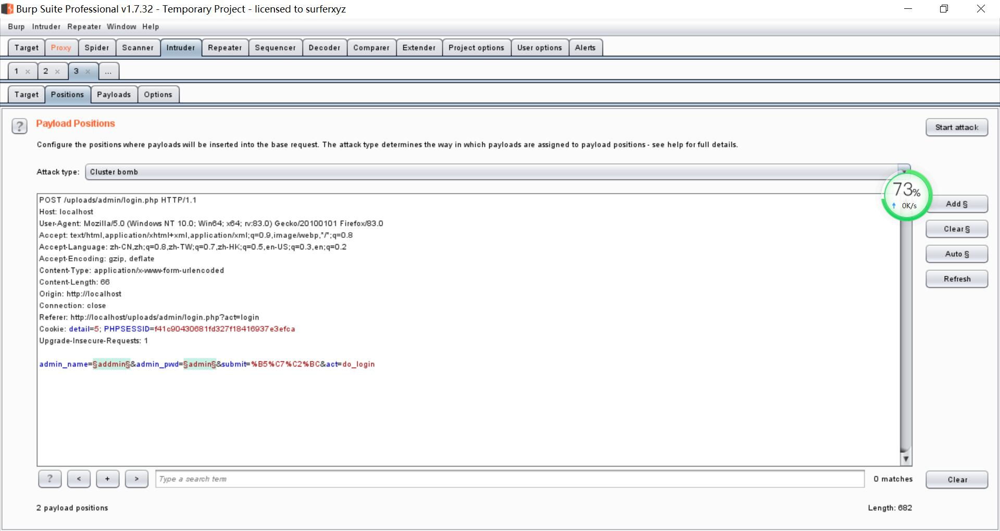 Burp Suite Professional v1.7.32 - Temporary Project - licensed to surferxyz
Burp Intruder Repeater Window Help
Target Proxy Spider Scanner Intruder Repeater Sequencer Decoder Comparer Extender Project options User options Alerts
1 × 2 × 3 × ...
Target Positions Payloads Options
? Payload Positions
Start attack
Configure the positions where payloads will be inserted into the base request. The attack type determines the way in which payloads are assigned to payload positions - see help for full details.
Attack type: Cluster bomb
73%
0K/s
POST /uploads/admin/login.php HTTP/1.1
Host: localhost
User-Agent: Mozilla/5.0 (Windows NT 10.0; Win64; x64; rv:83.0) Gecko/20100101 Firefox/83.0
Accept: text/html,application/xhtml+xml,application/xml;q=0.9,image/webp,*/*;q=0.8
Accept-Language: zh-CN,zh;q=0.8,zh-TW;q=0.7,zh-HK;q=0.5,en-US;q=0.3,en;q=0.2
Accept-Encoding: gzip, deflate
Content-Type: application/x-www-form-urlencoded
Content-Length: 66
Origin: http://localhost
Connection: close
Referer: http://localhost/uploads/admin/login.php?act=login
Cookie: detail=5; PHPSESSID=f41c90430681fd327f18416937e3efca
Upgrade-Insecure-Requests: 1
admin_name=§addmin§&admin_pwd=§admin§&submit=%B5%C7%C2%BC&act=do_login
Add §
Clear §
Auto §
Refresh
? < + > Type a search term 0 matches Clear
2 payload positions Length: 682